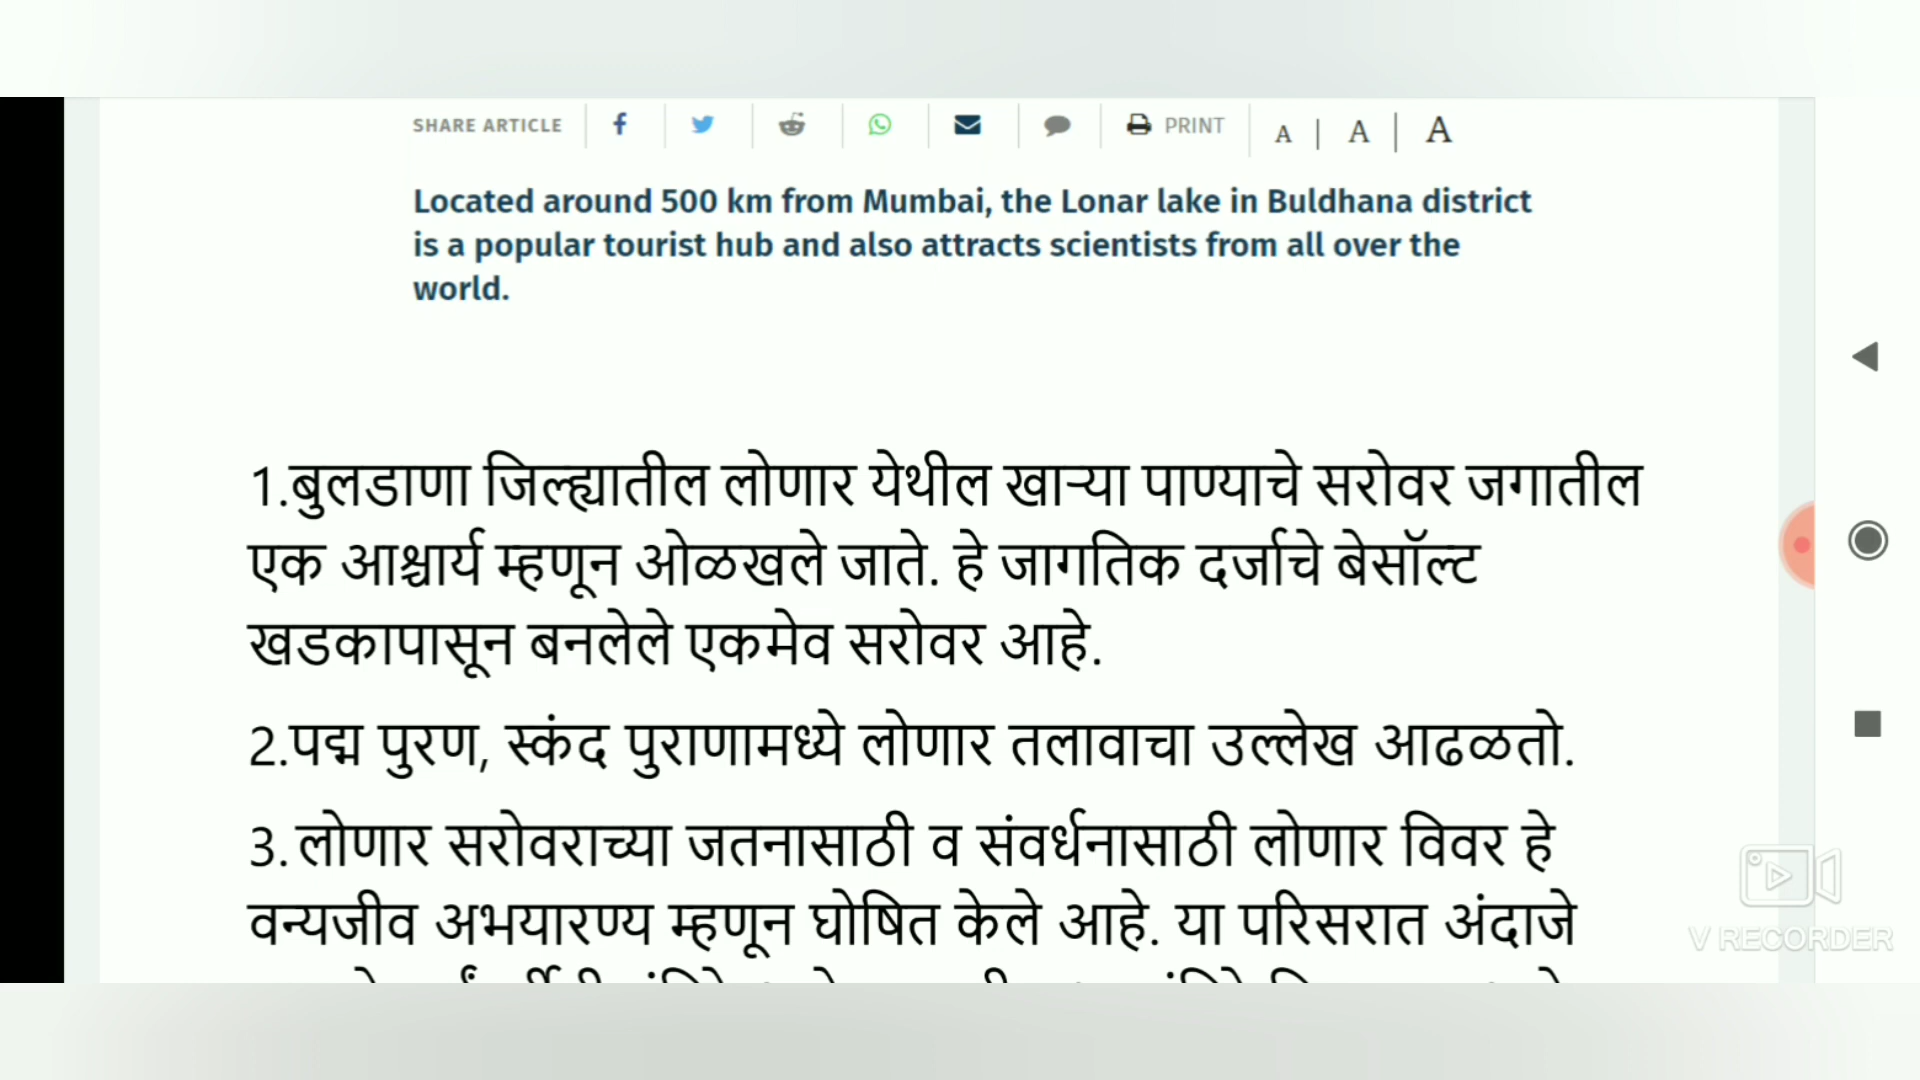 SHARE ARTICLE PRINT A A A
Located around 500 km from Mumbai, the Lonar lake in Buldhana district
is a popular tourist hub and also attracts scientists from all over the
world.
1.बुलडाणा जिल्ह्यातील लोणार येथील खाऱ्या पाण्याचे सरोवर जगातील
एक आश्चार्य म्हणून ओळखले जाते. हे जागतिक दर्जाचे बेसॉल्ट
खडकापासून बनलेले एकमेव सरोवर आहे.
2.पद्म पुरण, स्कंद पुराणामध्ये लोणार तलावाचा उल्लेख आढळतो.
3. लोणार सरोवराच्या जतनासाठी व संवर्धनासाठी लोणार विवर हे
वन्यजीव अभयारण्य म्हणून घोषित केले आहे. या परिसरात अंदाजे
V RECORDER